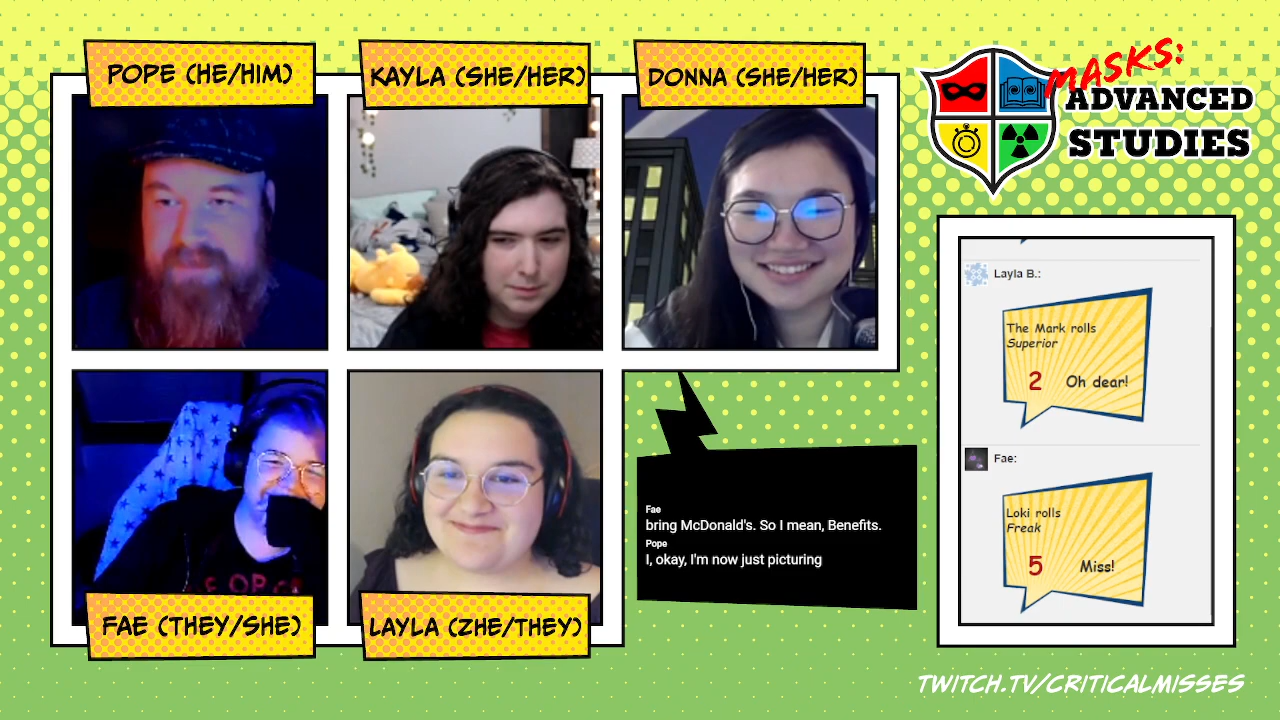 POPE (HE/HIM)
KAYLA (SHE/HER)
DONNA (SHE/HER)
MASKS:
ADVANCED
STUDIES
Layla B.:
The Mark rolls
Superior
2 Oh dear!
Fae:
Loki rolls
Freak
5 Miss!
Fae
bring McDonald's. So I mean, Benefits.
Pope
I, okay, I'm now just picturing
FAE (THEY/SHE)
LAYLA (ZHE/THEY)
TWITCH.TV/CRITICALMISSES